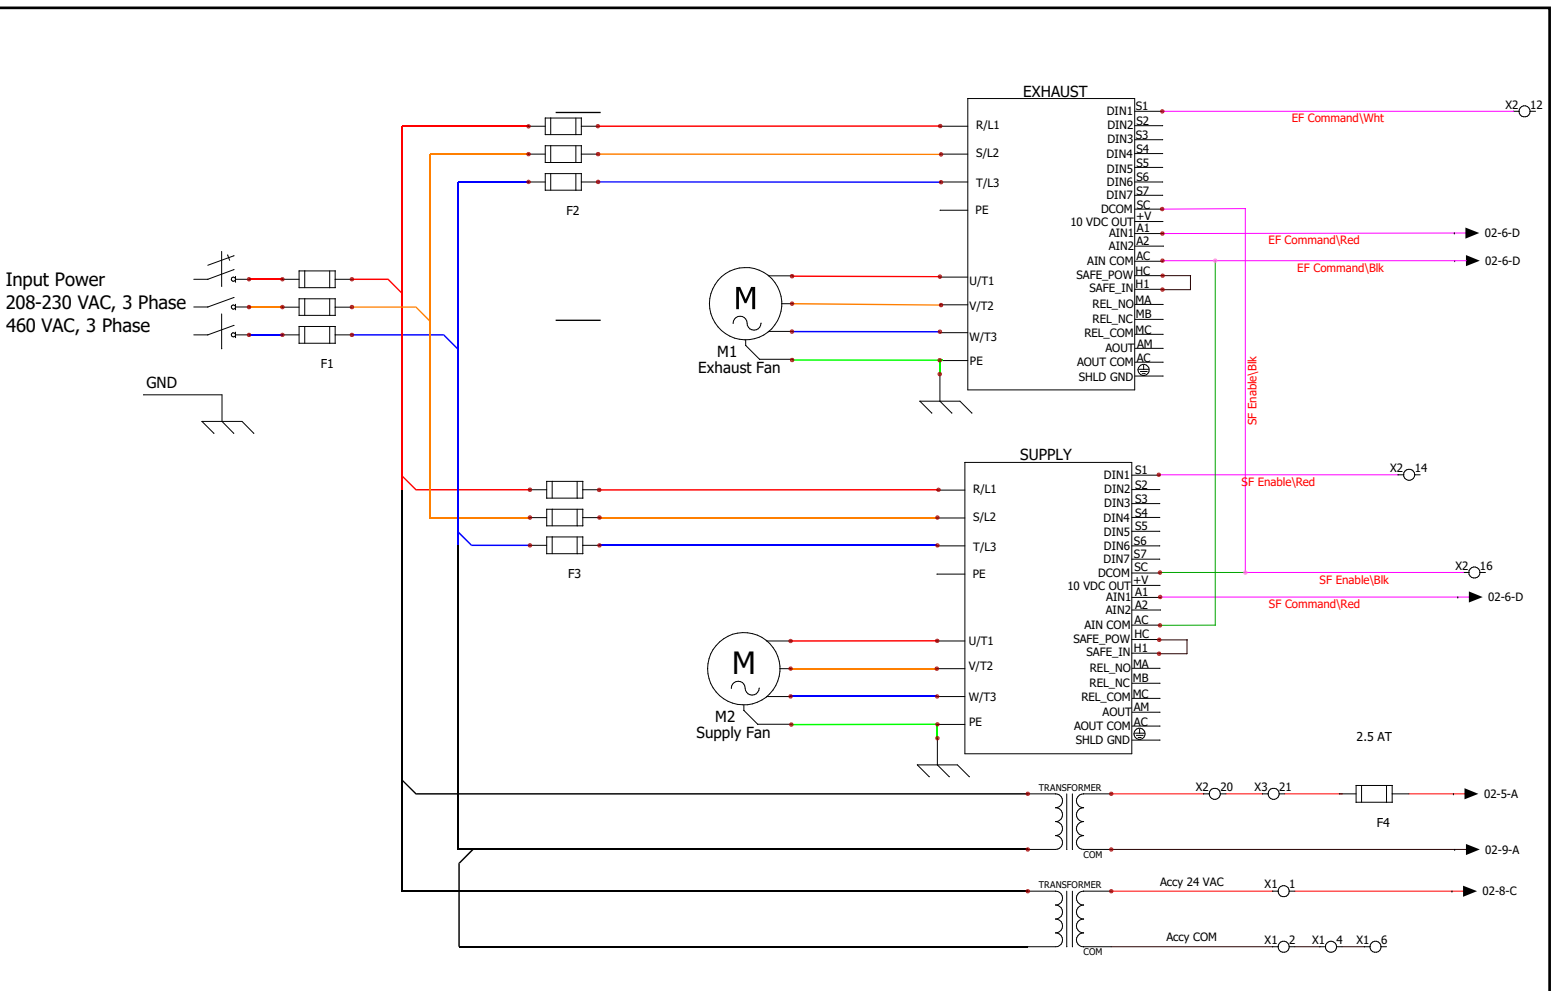 EXHAUST
R/L1
S/L2
T/L3
PE
U/T1
V/T2
W/T3
PE
DIN1 S1
DIN2 S2
DIN3 S3
DIN4 S4
DIN5 S5
DIN6 S6
DIN7 S7
DCOM SC
10 VDC OUT +V
AIN1 A1
AIN2 A2
AIN COM AC
SAFE_POW HC
SAFE_IN H1
REL_NO MA
REL_NC MB
REL_COM MC
AOUT AM
AOUT COM AC
SHLD GND
EF Command\Wht
X2 12
EF Command\Red
02-6-D
EF Command\Blk
02-6-D
F2
Input Power
208-230 VAC, 3 Phase
460 VAC, 3 Phase
F1
GND
M
M1
Exhaust Fan
SF Enable\Blk
SUPPLY
R/L1
S/L2
T/L3
PE
U/T1
V/T2
W/T3
PE
DIN1 S1
DIN2 S2
DIN3 S3
DIN4 S4
DIN5 S5
DIN6 S6
DIN7 S7
DCOM SC
10 VDC OUT +V
AIN1 A1
AIN2 A2
AIN COM AC
SAFE_POW HC
SAFE_IN H1
REL_NO MA
REL_NC MB
REL_COM MC
AOUT AM
AOUT COM AC
SHLD GND
X2 14
SF Enable\Red
X2 16
SF Enable\Blk
SF Command\Red
02-6-D
F3
M
M2
Supply Fan
2.5 AT
TRANSFORMER
COM
X2 20
X3 21
F4
02-5-A
02-9-A
TRANSFORMER
COM
Accy 24 VAC
X1 1
02-8-C
Accy COM
X1 2
X1 4
X1 6